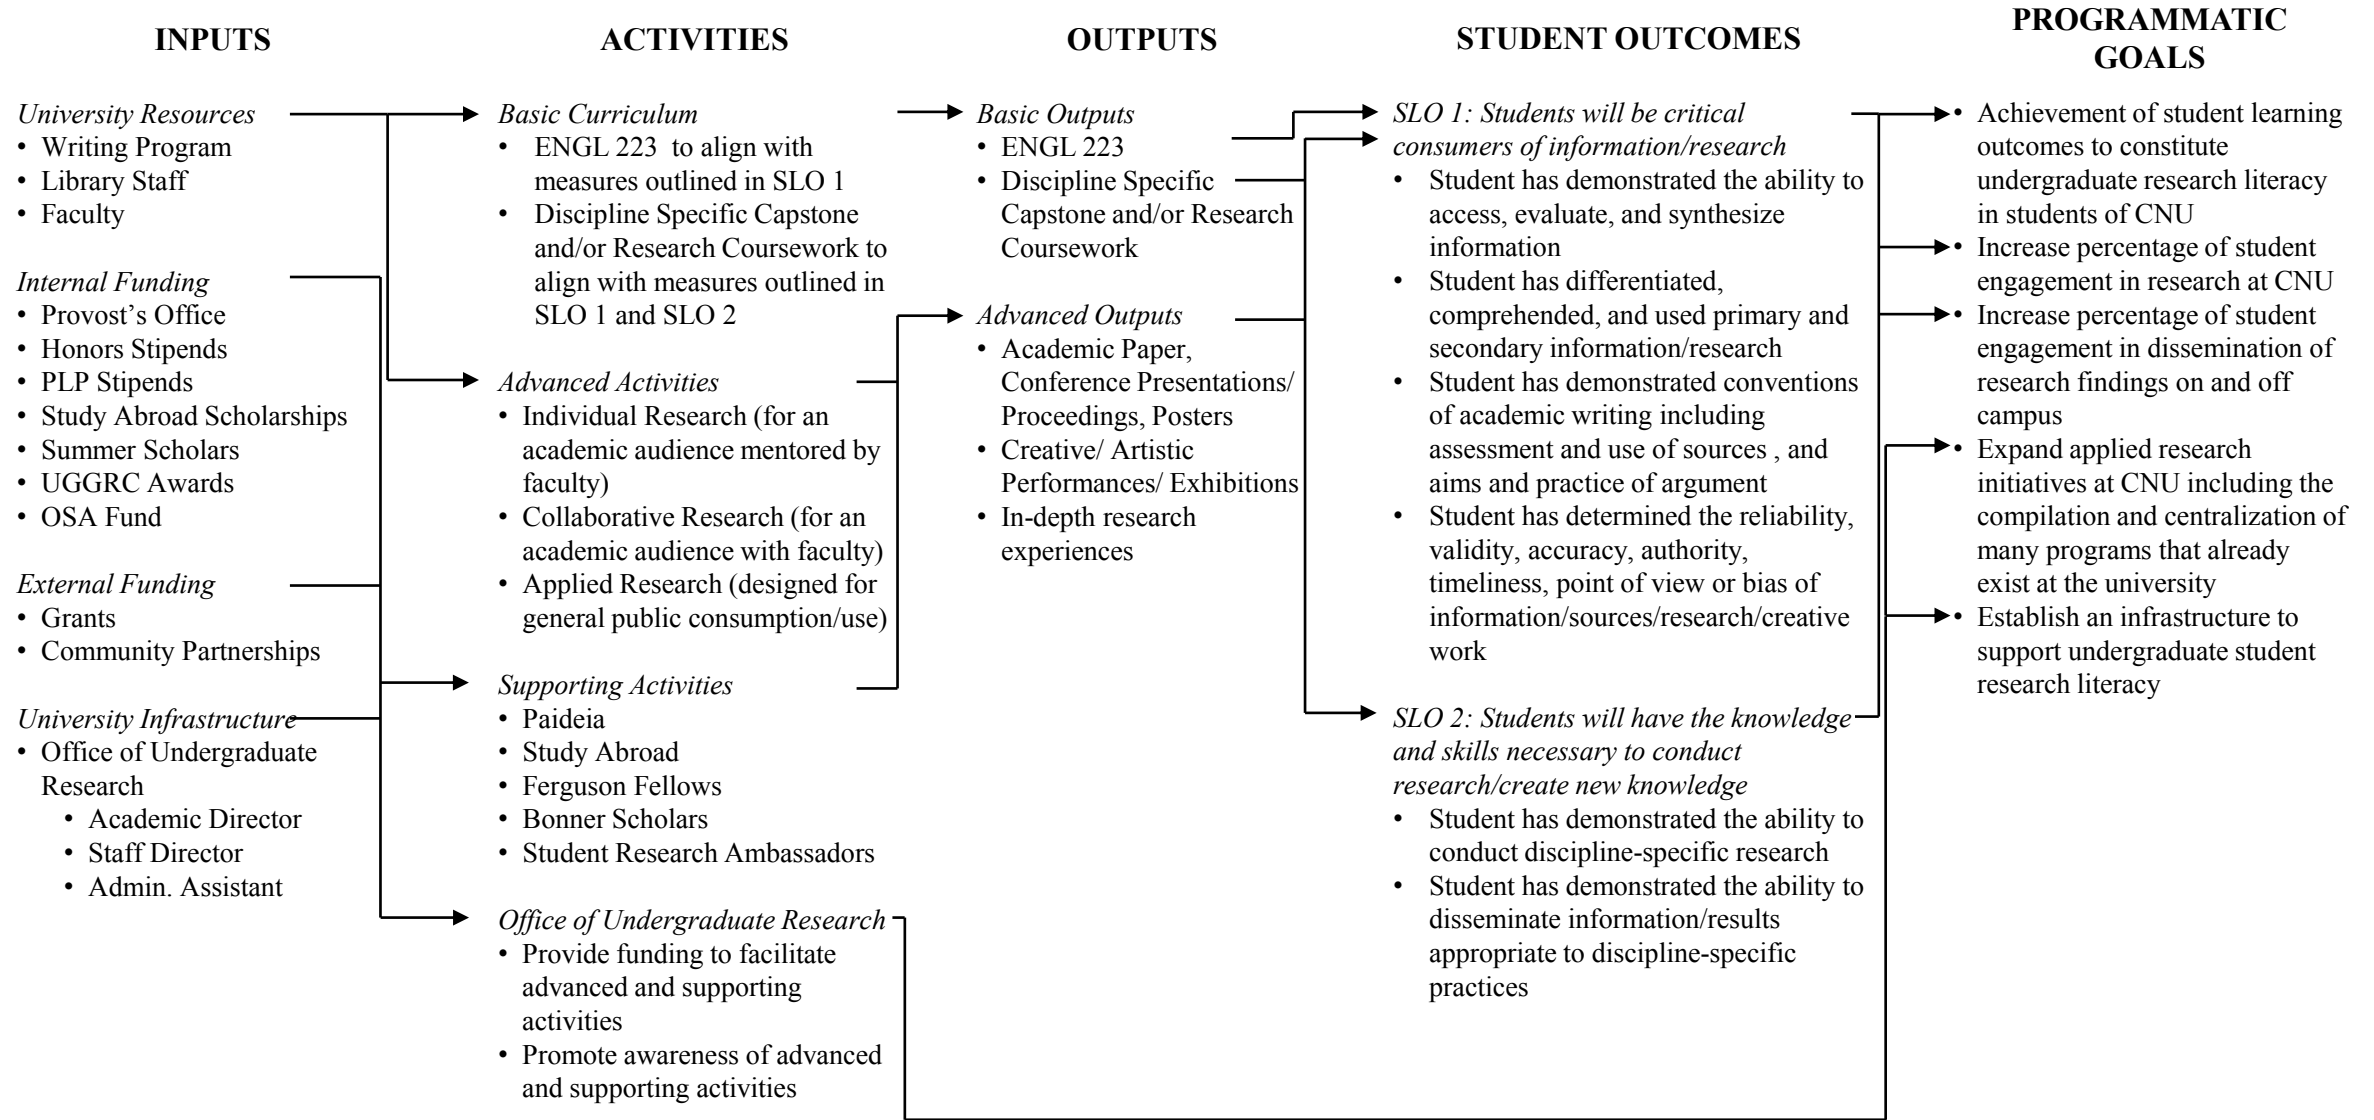 INPUTS
University Resources
• Writing Program
• Library Staff
• Faculty
Internal Funding
• Provost’s Office
• Honors Stipends
• PLP Stipends
• Study Abroad Scholarships
• Summer Scholars
• UGGRC Awards
• OSA Fund
External Funding
• Grants
• Community Partnerships
University Infrastructure
• Office of Undergraduate
Research
• Academic Director
• Staff Director
• Admin. Assistant
ACTIVITIES
Basic Curriculum
• ENGL 223 to align with
measures outlined in SLO 1
• Discipline Specific Capstone
and/or Research Coursework to
align with measures outlined in
SLO 1 and SLO 2
Advanced Activities
• Individual Research (for an
academic audience mentored by
faculty)
• Collaborative Research (for an
academic audience with faculty)
• Applied Research (designed for
general public consumption/use)
Supporting Activities
• Paideia
• Study Abroad
• Ferguson Fellows
• Bonner Scholars
• Student Research Ambassadors
Office of Undergraduate Research
• Provide funding to facilitate
advanced and supporting
activities
• Promote awareness of advanced
and supporting activities
OUTPUTS
Basic Outputs
• ENGL 223
• Discipline Specific
Capstone and/or Research
Coursework
Advanced Outputs
• Academic Paper,
Conference Presentations/
Proceedings, Posters
• Creative/ Artistic
Performances/ Exhibitions
• In-depth research
experiences
STUDENT OUTCOMES
SLO 1: Students will be critical
consumers of information/research
• Student has demonstrated the ability to
access, evaluate, and synthesize
information
• Student has differentiated,
comprehended, and used primary and
secondary information/research
• Student has demonstrated conventions
of academic writing including
assessment and use of sources , and
aims and practice of argument
• Student has determined the reliability,
validity, accuracy, authority,
timeliness, point of view or bias of
information/sources/research/creative
work
SLO 2: Students will have the knowledge
and skills necessary to conduct
research/create new knowledge
• Student has demonstrated the ability to
conduct discipline-specific research
• Student has demonstrated the ability to
disseminate information/results
appropriate to discipline-specific
practices
PROGRAMMATIC
GOALS
• Achievement of student learning
outcomes to constitute
undergraduate research literacy
in students of CNU
• Increase percentage of student
engagement in research at CNU
• Increase percentage of student
engagement in dissemination of
research findings on and off
campus
• Expand applied research
initiatives at CNU including the
compilation and centralization of
many programs that already
exist at the university
• Establish an infrastructure to
support undergraduate student
research literacy